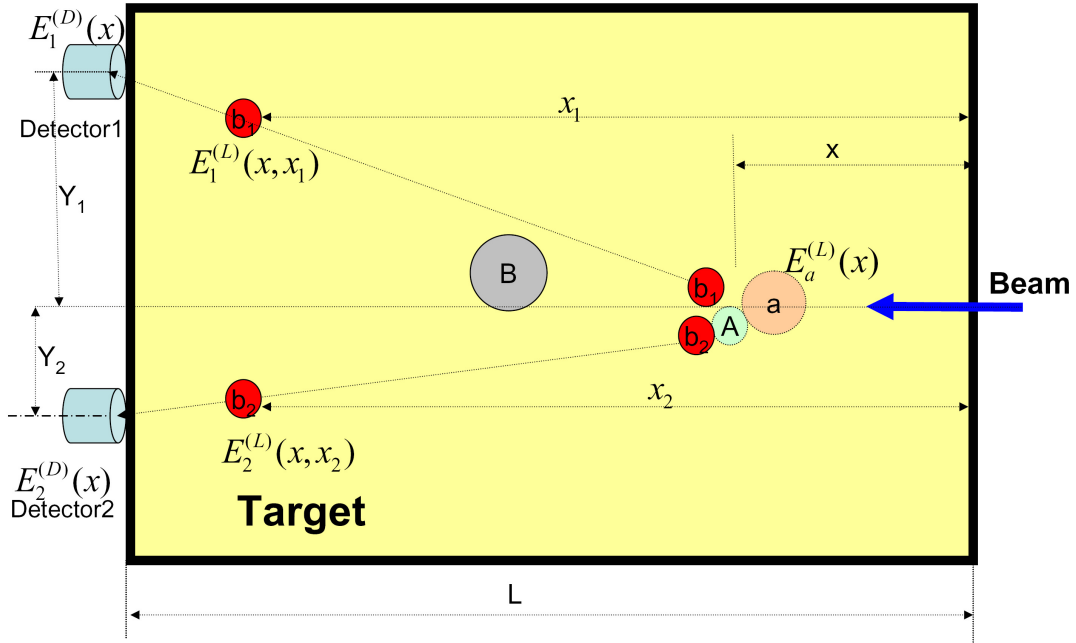 E₁⁽ᴰ⁾(x)
Detector1
b₁
x₁
E₁⁽ᴸ⁾(x, x₁)
x
Y₁
B
b₁
Eₐ⁽ᴸ⁾(x)
a
Beam
A
b₂
Y₂
b₂
x₂
E₂⁽ᴸ⁾(x, x₂)
E₂⁽ᴰ⁾(x)
Detector2
Target
L